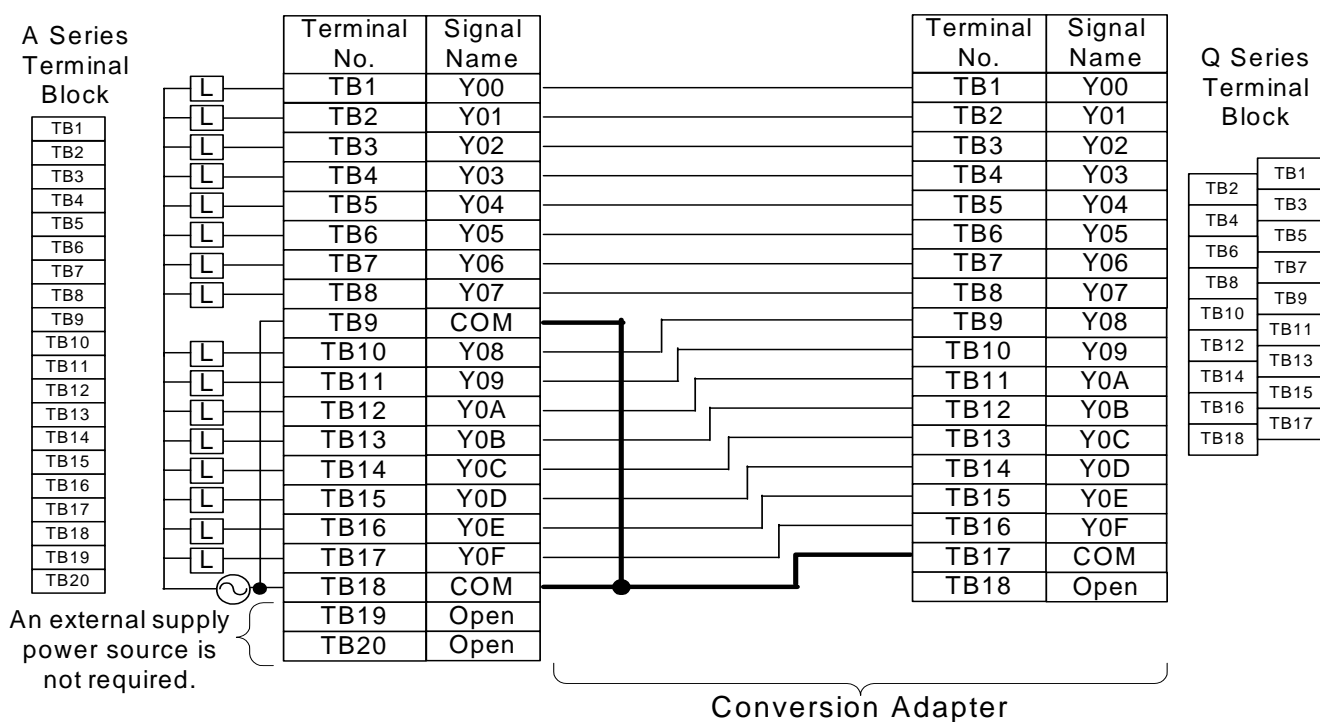 A Series
Terminal
Block
TB1
TB2
TB3
TB4
TB5
TB6
TB7
TB8
TB9
TB10
TB11
TB12
TB13
TB14
TB15
TB16
TB17
TB18
TB19
TB20
Terminal No. Signal Name
L TB1 Y00
L TB2 Y01
L TB3 Y02
L TB4 Y03
L TB5 Y04
L TB6 Y05
L TB7 Y06
L TB8 Y07
TB9 COM
L TB10 Y08
L TB11 Y09
L TB12 Y0A
L TB13 Y0B
L TB14 Y0C
L TB15 Y0D
L TB16 Y0E
L TB17 Y0F
TB18 COM
TB19 Open
TB20 Open
An external supply
power source is
not required.
Terminal No. Signal Name
TB1 Y00
TB2 Y01
TB3 Y02
TB4 Y03
TB5 Y04
TB6 Y05
TB7 Y06
TB8 Y07
TB9 Y08
TB10 Y09
TB11 Y0A
TB12 Y0B
TB13 Y0C
TB14 Y0D
TB15 Y0E
TB16 Y0F
TB17 COM
TB18 Open
Q Series
Terminal
Block
TB1
TB2
TB3
TB4
TB5
TB6
TB7
TB8
TB9
TB10
TB11
TB12
TB13
TB14
TB15
TB16
TB17
TB18
Conversion Adapter